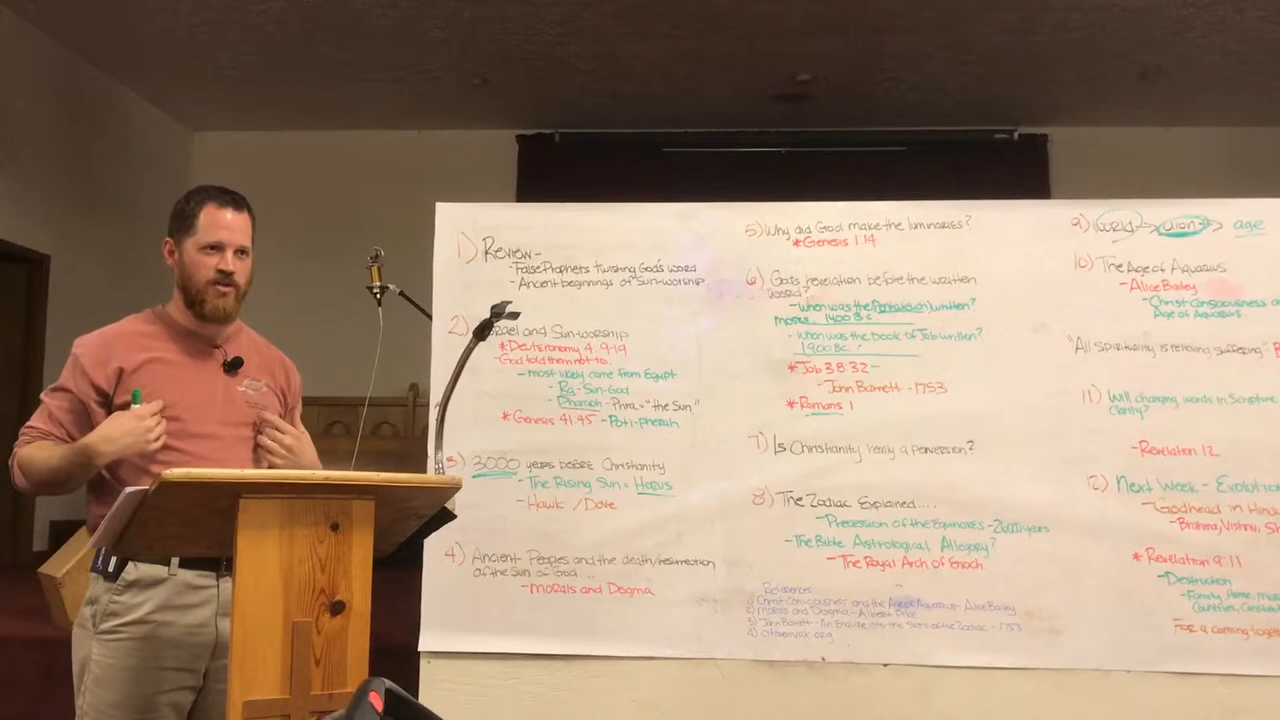 1) Review-
- False Prophets twisting God's word
- Ancient beginnings of Sun-worship
2) Israel and Sun-worship
* Deuteronomy 4:9-19
- God told them not to.
- most likely come from Egypt
- Ra-Sun-God
- Pharaoh - Phra = "the Sun"
* Genesis 41:45 - Poti-pherah
3) 3000 years before Christianity
- The Rising Sun = Horus
- Hawk / Dove
4) Ancient Peoples and the death/resurrection
of the Sun of God...
- Morals and Dogma
5) Why did God make the luminaries?
* Genesis 1:14
6) God's revelation before the written
word?
- when was the written?
Moses, 1400 BC
- when was the book of Job written?
1900 BC
* Job 38:32-
- John Barrett - 1753
* Romans 1
7) Is Christianity really a perversion?
8) The Zodiac Explained....
- Precession of the Equinoxes - years
- The Bible Astrological Allegory?
- The Royal Arch of Enoch
References
1) Christ Consciousness and the Age of Aquarius - Alice Bailey
2) Morals and Dogma - Albert Pike
3) John Barrett - An Enquire into the Signs of the Zodiac - 1753
4)
9) World → aion → age
10) The Age of Aquarius
- Alice Bailey
- Christ Consciousness
Age of Aquarius.
"All Spirituality is relieving suffering"
11) Will changing words in Scripture
Clarity?
- Revelation 12
12) Next Week - Evolution
- Godhead in
- Brahma, Vishnu,
* Revelation 9:11
- Destruction
- Family, Home,
Countries,
For a coming